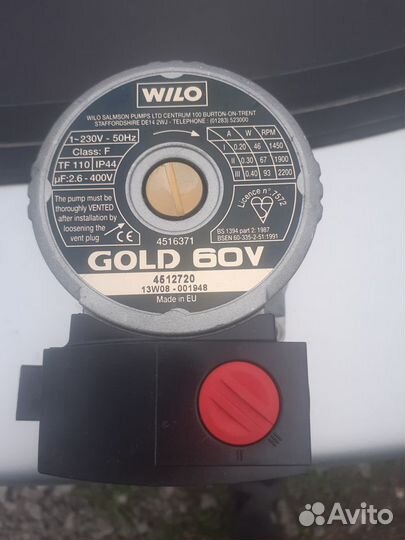 WILO
WILO SALMSON PUMPS LTD CENTRUM 100 BURTON-ON-TRENT
STAFFORDSHIRE DE14 2WJ - TELEPHONE : (01283) 523000
1~230V - 50Hz
Class: F
TF 110 IP44
µF:2.6 - 400V
A W RPM
I 0.20 46 1450
II 0.30 67 1900
III 0.40 93 2200
The pump must be
thoroughly VENTED
after installation by
loosening the
vent plug
CE
Licence n° 7572
BS 1394 part 2: 1987
BSEN 60-335-2-51:1991
4516371
GOLD 60V
4512720
13W08 - 001948
Made in EU
II
III
Avito